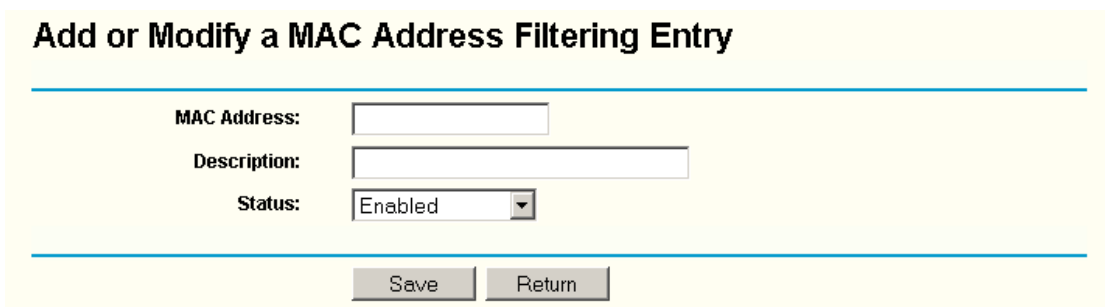 Add or Modify a MAC Address Filtering Entry
MAC Address:
Description:
Status: Enabled
Save Return